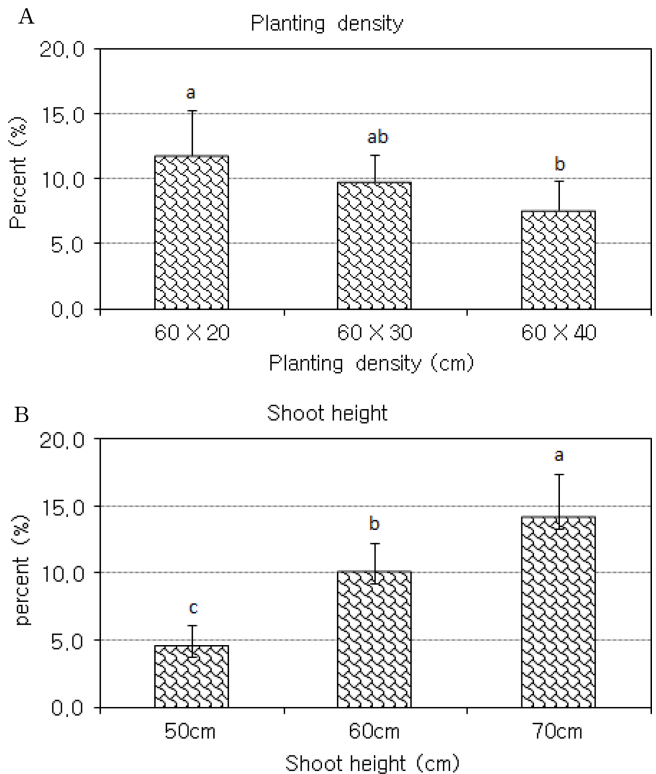 A
Planting density
20.0
15.0
10.0
5.0
0.0
Percent (%)
a
ab
b
60 X 20
60 X 30
60 X 40
Planting density (cm)
B
Shoot height
20.0
15.0
10.0
5.0
0.0
percent (%)
c
b
a
50cm
60cm
70cm
Shoot height (cm)